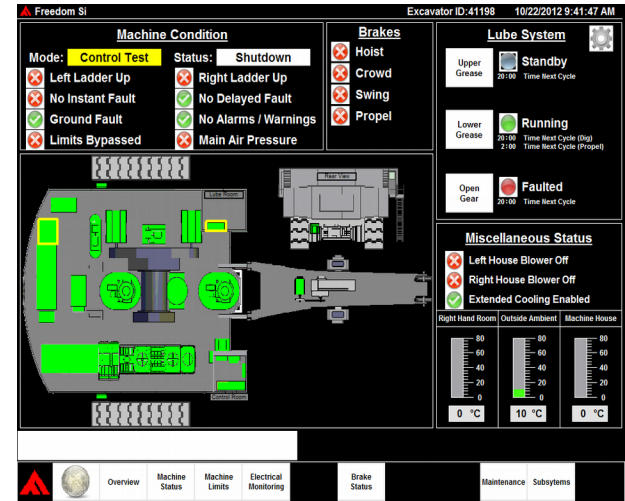 Freedom Si
Excavator ID:41198
10/22/2012 9:41:47 AM
Machine Condition
Mode:
Control Test
Status:
Shutdown
Left Ladder Up
Right Ladder Up
No Instant Fault
No Delayed Fault
Ground Fault
No Alarms / Warnings
Limits Bypassed
Main Air Pressure
Brakes
Hoist
Crowd
Swing
Propel
Lube System
Upper
Grease
Standby
20:00 Time Next Cycle
Lower
Grease
Running
20:00 Time Next Cycle (Dig)
2:00 Time Next Cycle (Propel)
Open
Gear
Faulted
20:00 Time Next Cycle
Lube Room
Rear View
Control Room
Miscellaneous Status
Left House Blower Off
Right House Blower Off
Extended Cooling Enabled
Right Hand Room
Outside Ambient
Machine House
80
60
40
20
0
0 °C
80
60
40
20
0
10 °C
80
60
40
20
0
0 °C
Overview
Machine
Status
Machine
Limits
Electrical
Monitoring
Brake
Status
Maintenance
Subsytems